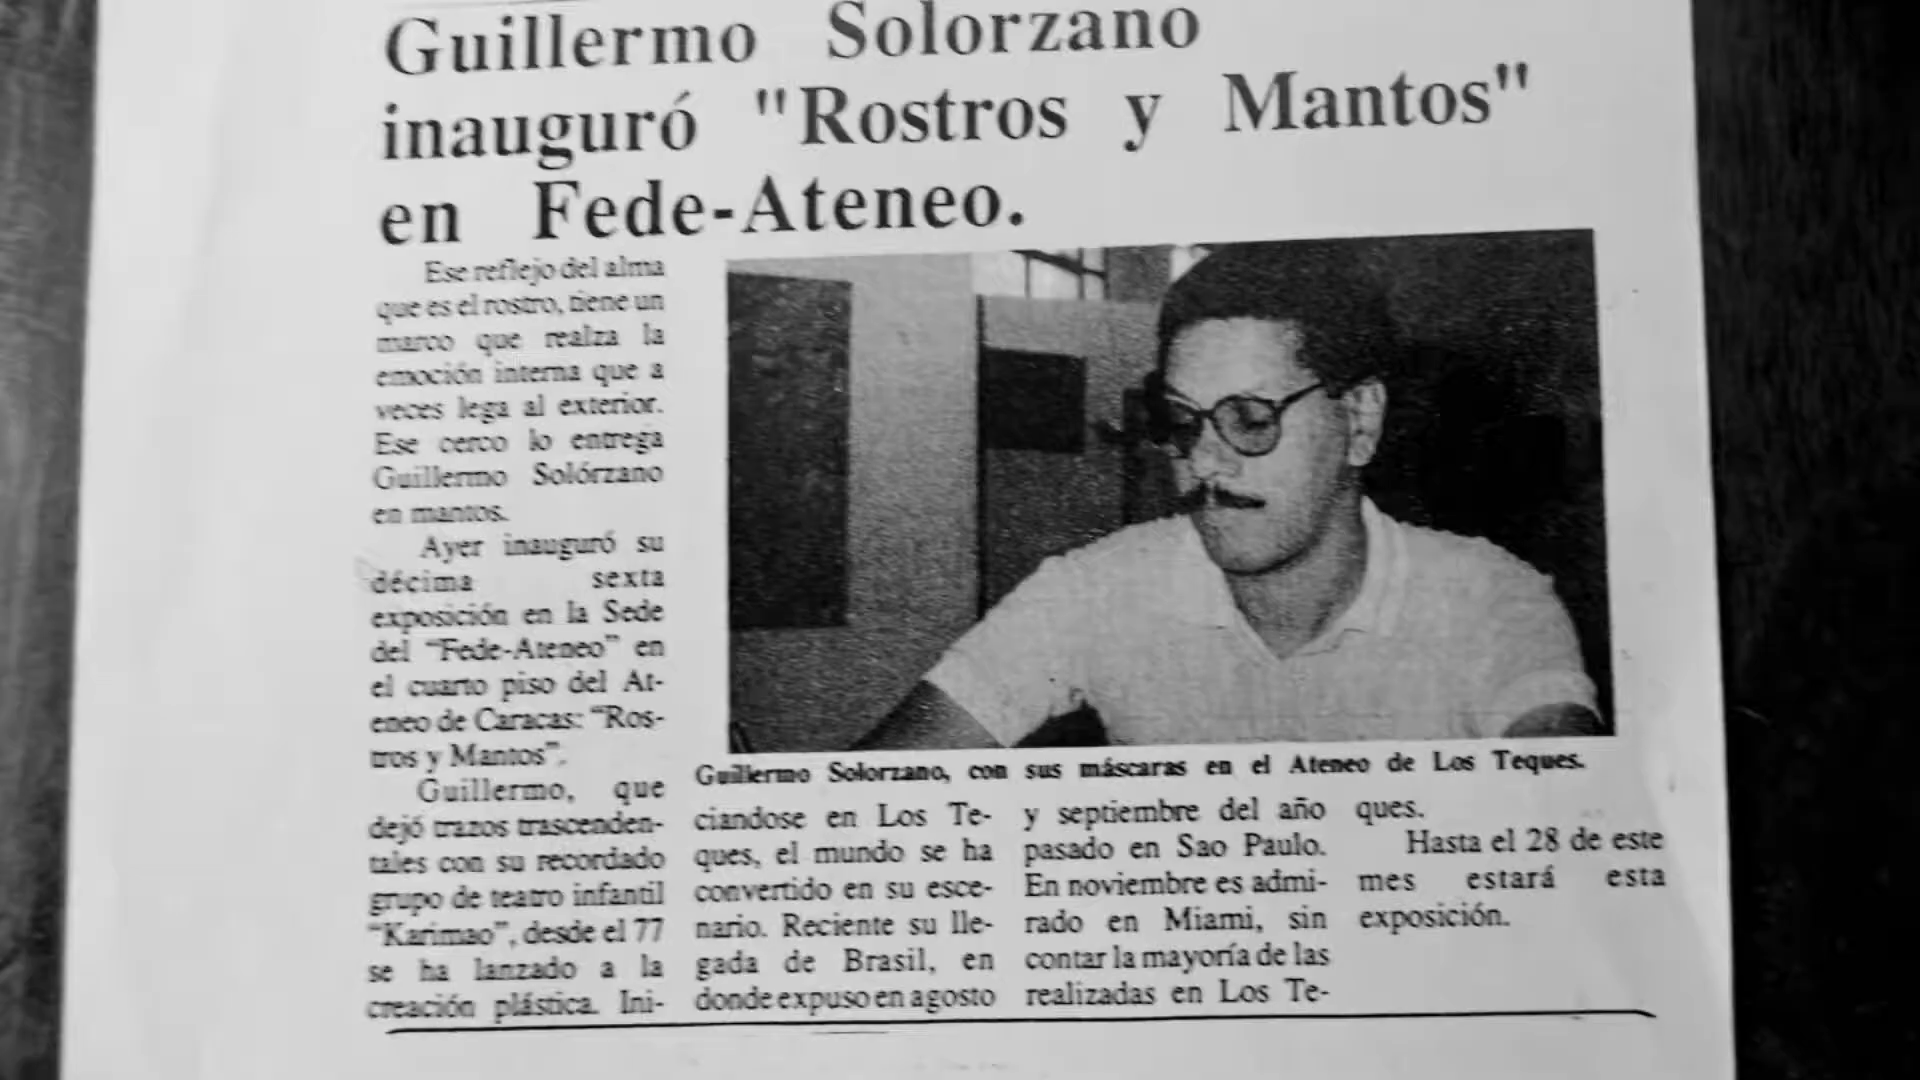 Guillermo Solorzano
inauguró "Rostros y Mantos"
en Fede-Ateneo.
Ese reflejo del alma
que es el rostro, tiene un
marco que realza la
emoción interna que a
veces lega al exterior.
Ese cerco lo entrega
Guillermo Solórzano
en mantos.
Ayer inauguró su
décima sexta
exposición en la Sede
del “Fede-Ateneo” en
el cuarto piso del At-
eneo de Caracas: “Ros-
tros y Mantos”.
Guillermo, que
dejó trazos trascenden-
tales con su recordado
grupo de teatro infantil
“Karimao”, desde el 77
se ha lanzado a la
creación plástica. Ini-
Guillermo Solorzano, con sus máscaras en el Ateneo de Los Teques.
ciandose en Los Te-
ques, el mundo se ha
convertido en su esce-
nario. Reciente su lle-
gada de Brasil, en
donde expuso en agosto
y septiembre del año
pasado en Sao Paulo.
En noviembre es admi-
rado en Miami, sin
contar la mayoría de las
realizadas en Los Te-
ques.
Hasta el 28 de este
mes estará esta
exposición.